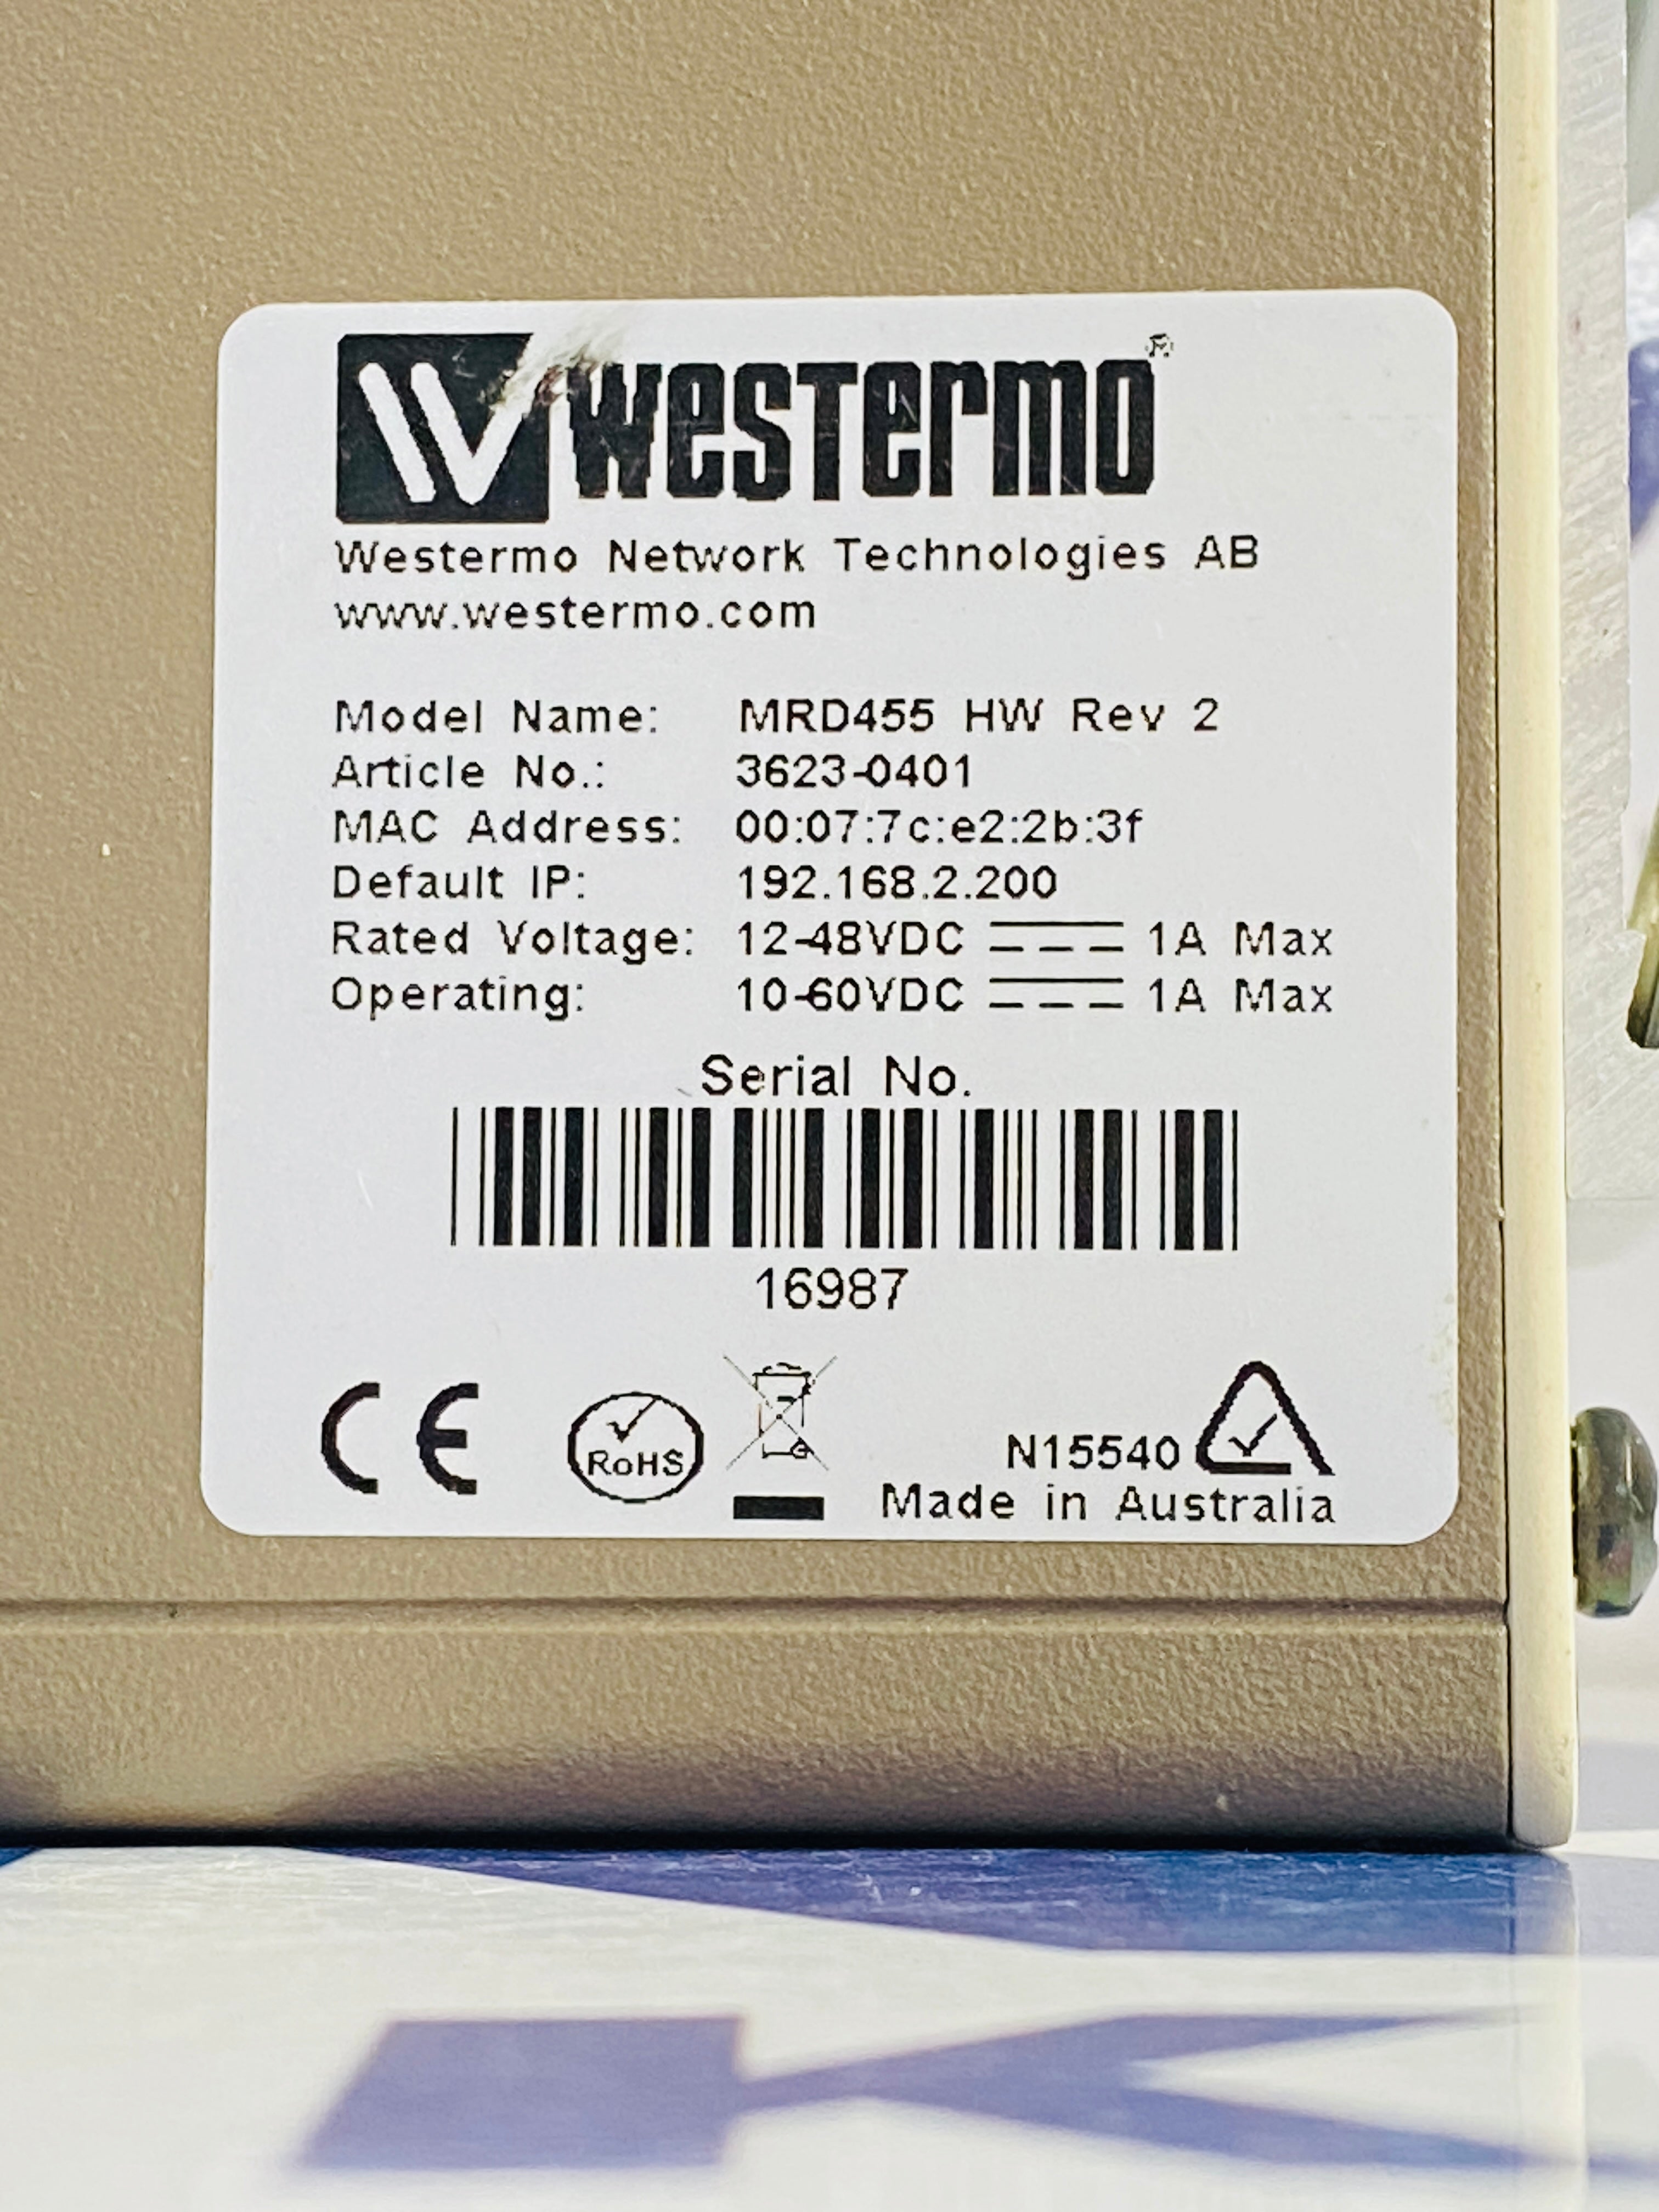 westermo®
Westermo Network Technologies AB
www.westermo.com
Model Name: MRD455 HW Rev 2
Article No.: 3623-0401
MAC Address: 00:07:7c:e2:2b:3f
Default IP: 192.168.2.200
Rated Voltage: 12-48VDC 1A Max
Operating: 10-60VDC 1A Max
Serial No.
16987
CE RoHS N15540
Made in Australia